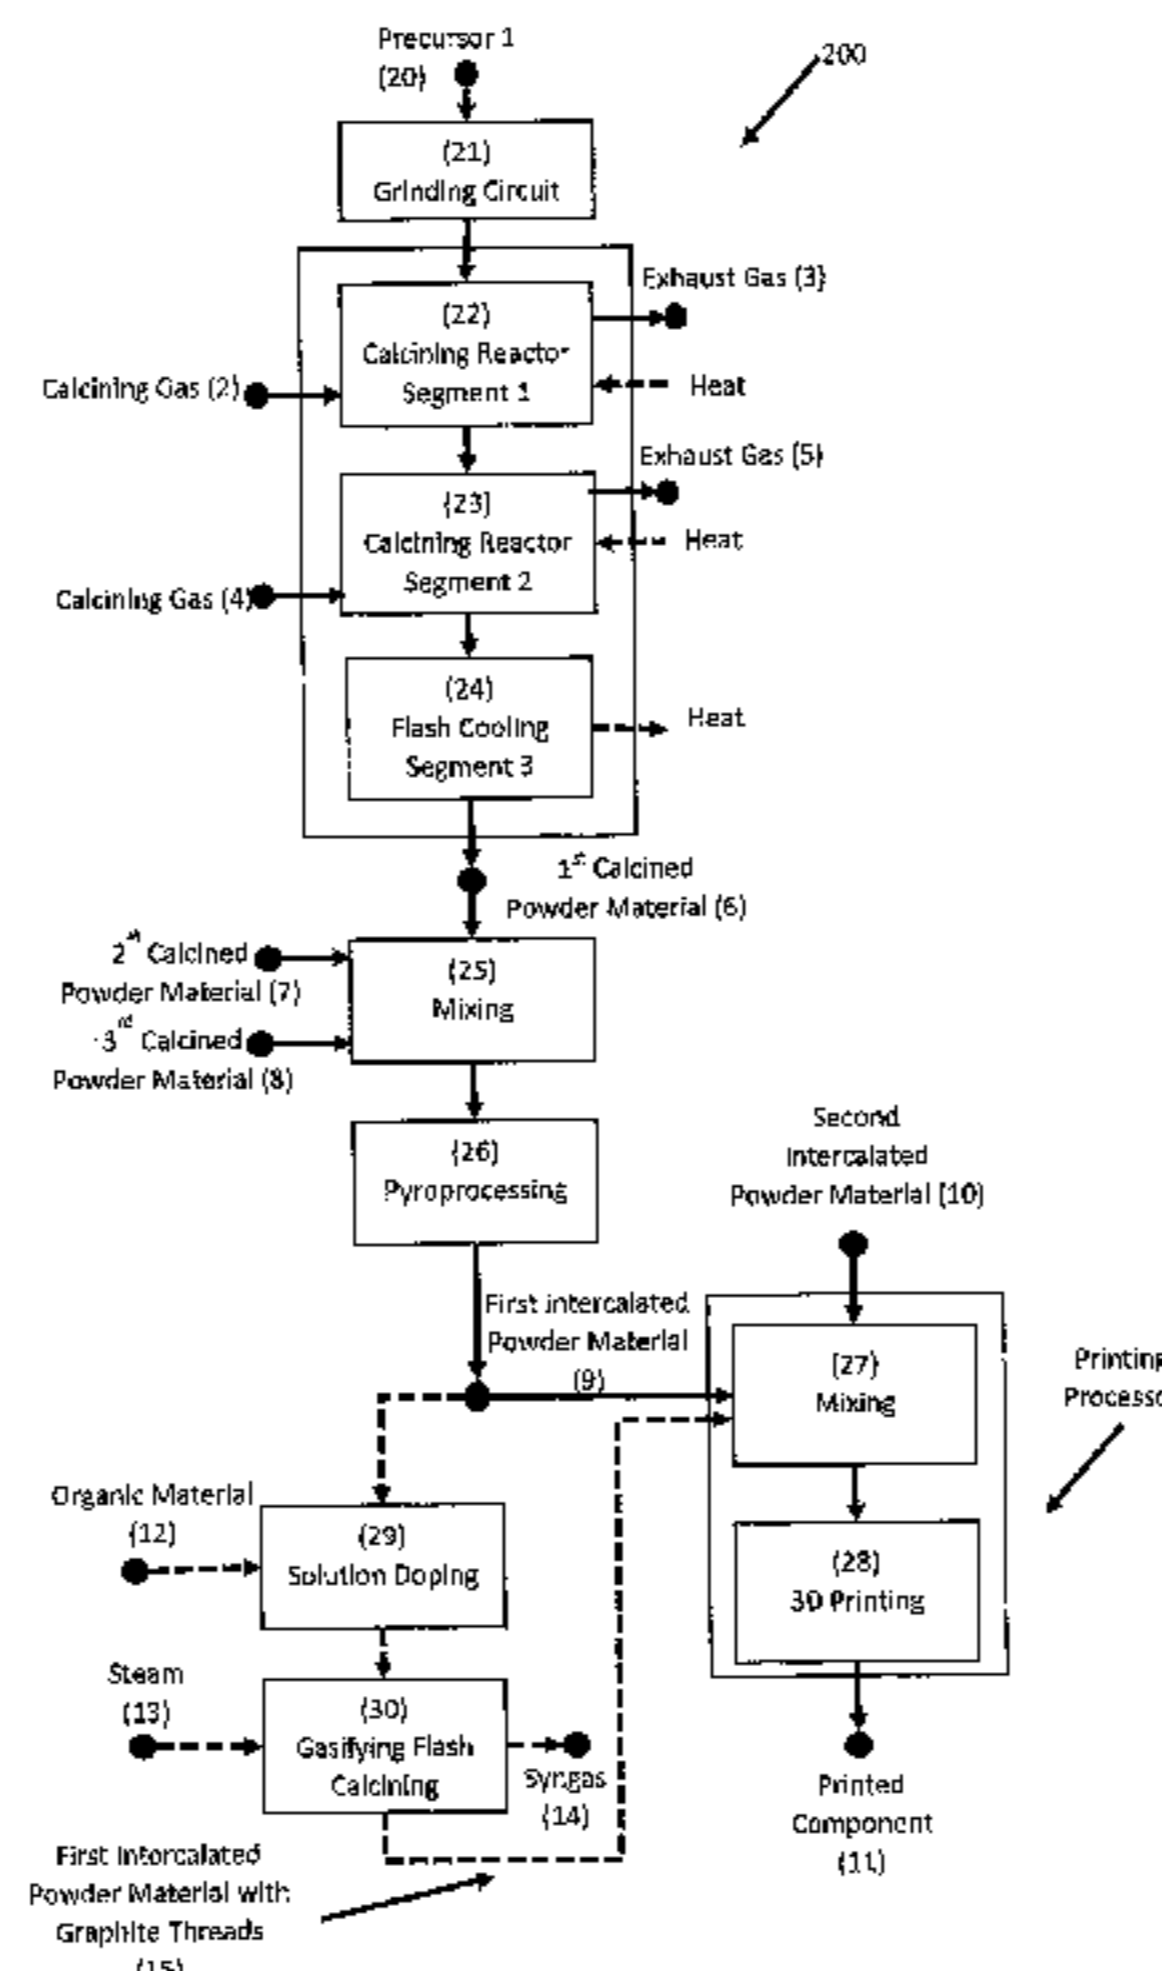 Precursor 1
(20)
200
(21)
Grinding Circuit
Exhaust Gas (3)
(22)
Calcining Reactor
Segment 1
Calcining Gas (2)
Heat
Exhaust Gas (5)
(23)
Calcining Reactor
Segment 2
Heat
Calcining Gas (4)
(24)
Flash Cooling
Segment 3
Heat
1st Calcined
Powder Material (6)
2st Calcined
Powder Material (7)
3rd Calcined
Powder Material (8)
(25)
Mixing
(26)
Pyroprocessing
Second
Intercalated
Powder Material (10)
First Intercalated
Powder Material
(9)
(27)
Mixing
Printing
Processo
(28)
3D Printing
Organic Material
(12)
(29)
Solution Doping
Steam
(13)
(30)
Gasifying Flash
Calcining
Syngas
(14)
Printed
Component
(11)
First Intercalated
Powder Material with
Graphite Threads
(15)